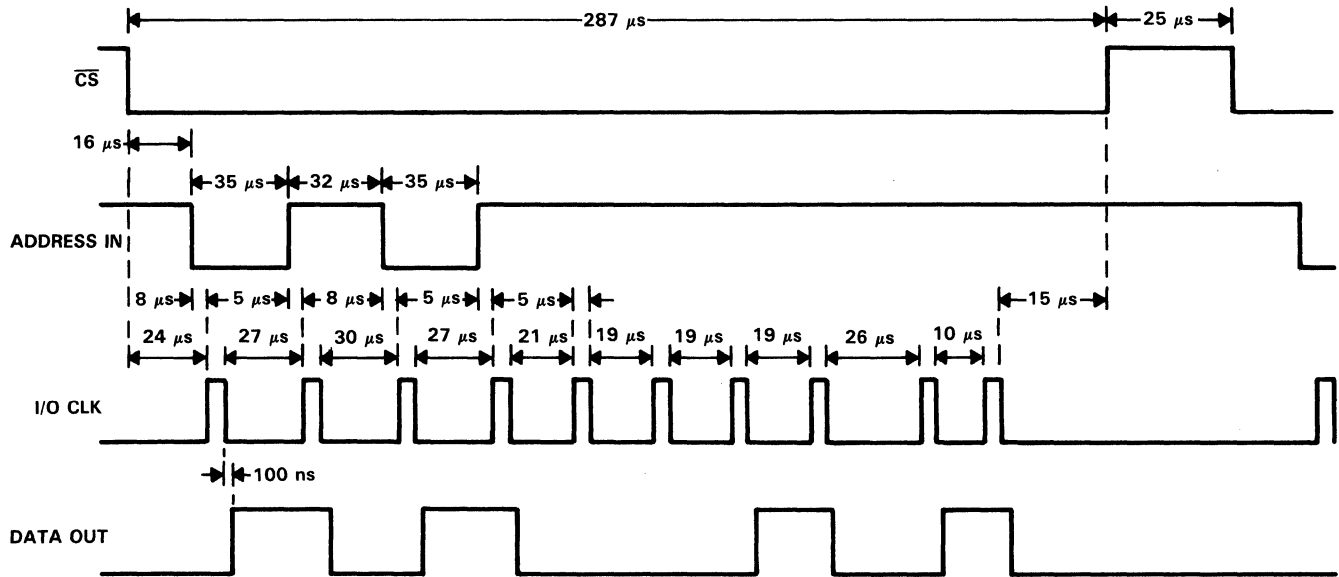 287 μs
25 μs
C̅S̅
16 μs
35 μs
32 μs
35 μs
ADDRESS IN
8 μs
5 μs
8 μs
5 μs
5 μs
15 μs
24 μs
27 μs
30 μs
27 μs
21 μs
19 μs
19 μs
19 μs
26 μs
10 μs
I/O CLK
100 ns
DATA OUT